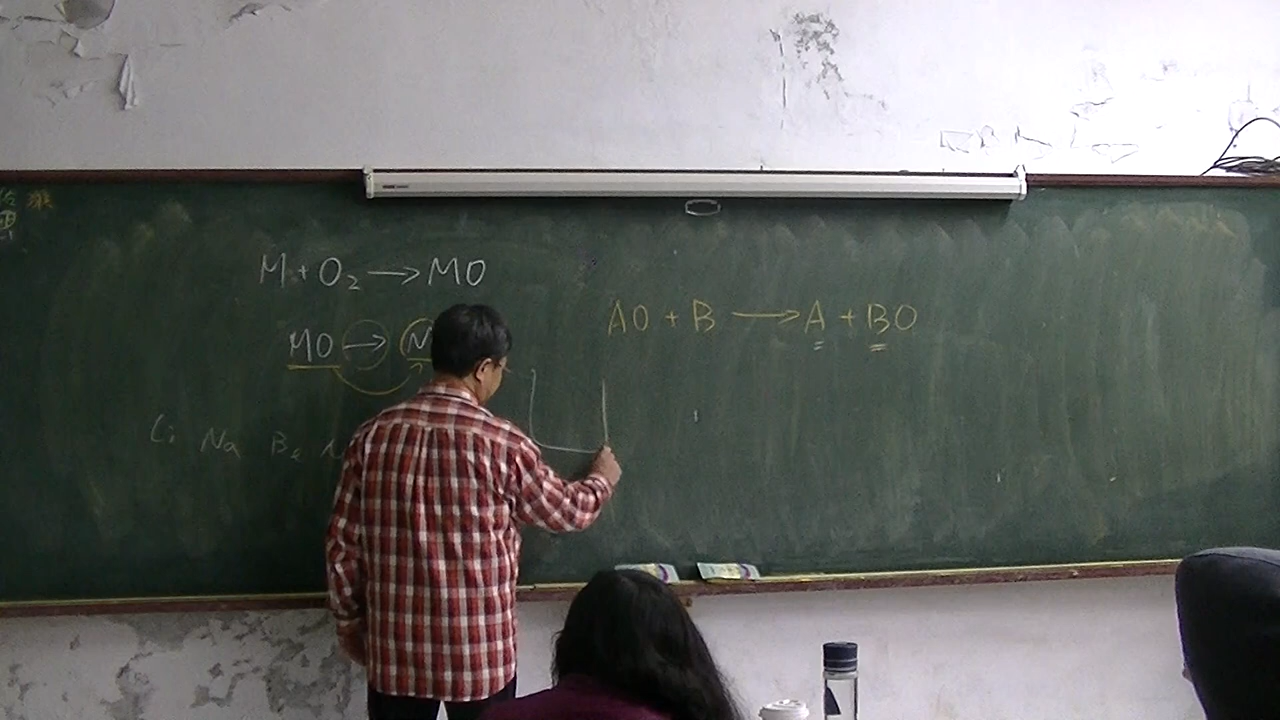 M + O₂ → MO
AO + B → A + BO
MO →
Li Na Be